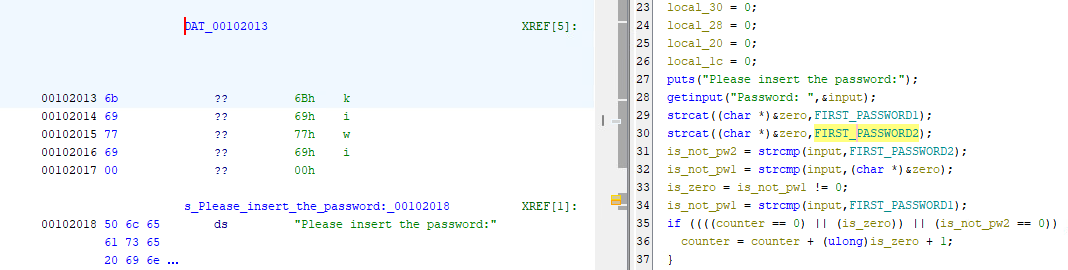 DAT_00102013 XREF[5]:
00102013 6b ?? 6Bh k
00102014 69 ?? 69h i
00102015 77 ?? 77h w
00102016 69 ?? 69h i
00102017 00 ?? 00h
s_Please_insert_the_password:_00102018 XREF[1]:
00102018 50 6c 65 ds "Please insert the password:"
61 73 65
20 69 6e ...
23 local_30 = 0;
24 local_28 = 0;
25 local_20 = 0;
26 local_1c = 0;
27 puts("Please insert the password:");
28 getinput("Password: ",&input);
29 strcat((char *)&zero,FIRST_PASSWORD1);
30 strcat((char *)&zero,FIRST_PASSWORD2);
31 is_not_pw2 = strcmp(input,FIRST_PASSWORD2);
32 is_not_pw1 = strcmp(input,(char *)&zero);
33 is_zero = is_not_pw1 != 0;
34 is_not_pw1 = strcmp(input,FIRST_PASSWORD1);
35 if ((((counter == 0) || (is_zero)) || (is_not_pw2 == 0))
36 counter = counter + (ulong)is_zero + 1;
37 }